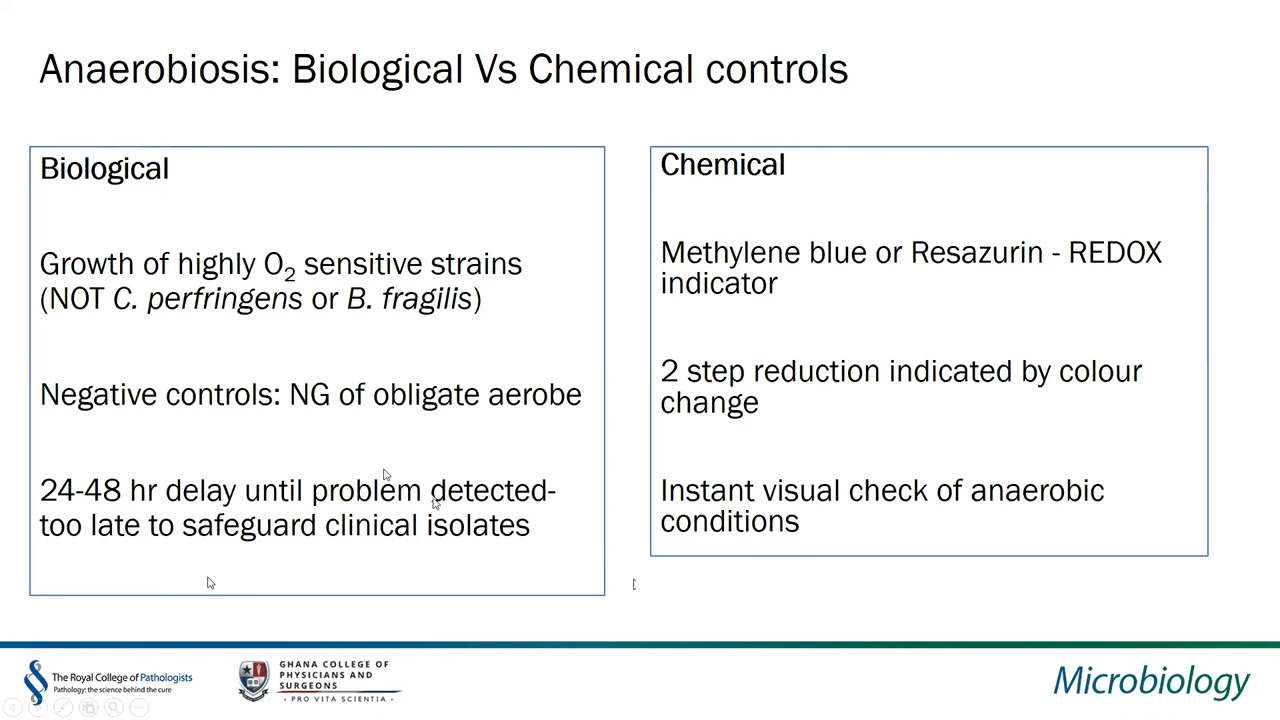 Anaerobiosis: Biological Vs Chemical controls
Biological
Growth of highly O₂ sensitive strains
(NOT C. perfringens or B. fragilis)
Negative controls: NG of obligate aerobe
24-48 hr delay until problem detected-
too late to safeguard clinical isolates
Chemical
Methylene blue or Resazurin - REDOX
indicator
2 step reduction indicated by colour
change
Instant visual check of anaerobic
conditions
The Royal College of Pathologists
Pathology: the science behind the cure
GHANA COLLEGE OF
PHYSICIANS AND
SURGEONS
· PRO VITA SCIENTIA ·
Microbiology